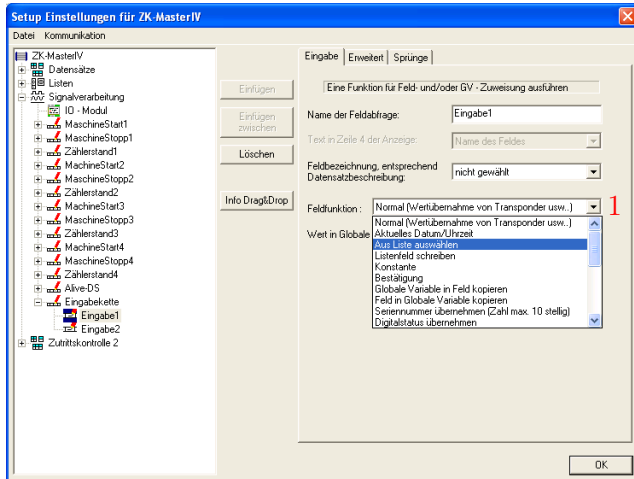 Setup Einstellungen für ZK-MasterIV
Datei Kommunikation
ZK-MasterIV
Datensätze
Listen
Signalverarbeitung
IO - Modul
MaschineStart1
MaschineStopp1
Zählerstand1
MachineStart2
MaschineStopp2
Zählerstand2
MachineStart3
MaschineStopp3
Zählerstand3
MachineStart4
MaschineStopp4
Zählerstand4
Alive-DS
Eingabekette
Eingabe1
Eingabe2
Zutrittskontrolle 2
Einfügen
Einfügen
zwischen
Löschen
Info Drag&Drop
Eingabe Erweitert Sprünge
Eine Funktion für Feld- und/oder GV - Zuweisung ausführen
Name der Feldabfrage: Eingabe1
Text in Zeile 4 der Anzeige: Name des Feldes
Feldbezeichnung, entsprechend
Datensatzbeschreibung: nicht gewählt
Feldfunktion : Normal (Wertübernahme von Transponder usw..) 1
Wert in Globale
Normal (Wertübernahme von Transponder usw..)
Aktuelles Datum/Uhrzeit
Aus Liste auswählen
Listenfeld schreiben
Konstante
Bestätigung
Globale Variable in Feld kopieren
Feld in Globale Variable kopieren
Seriennummer übernehmen (Zahl max. 10 stellig)
Digitalstatus übernehmen
OK